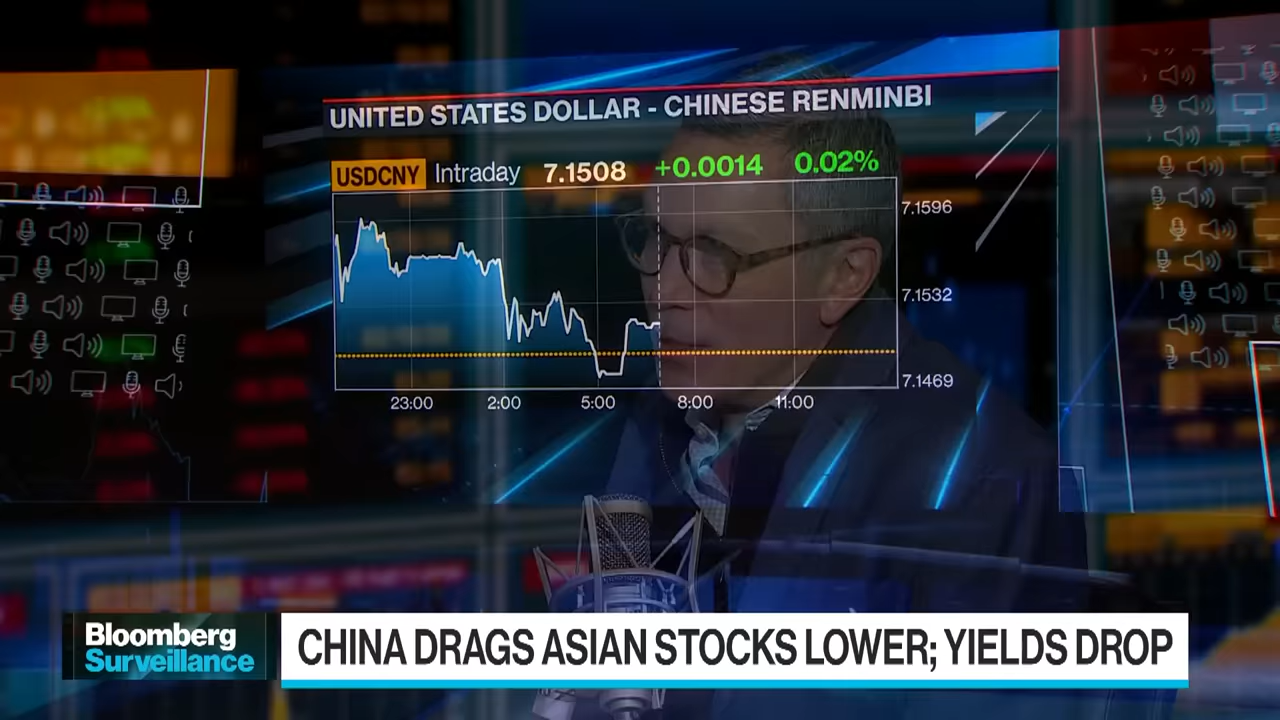 UNITED STATES DOLLAR - CHINESE RENMINBI
USDCNY Intraday 7.1508 +0.0014 0.02%
7.1596
7.1532
7.1469
23:00 2:00 5:00 8:00 11:00
Bloomberg
Surveillance
CHINA DRAGS ASIAN STOCKS LOWER; YIELDS DROP